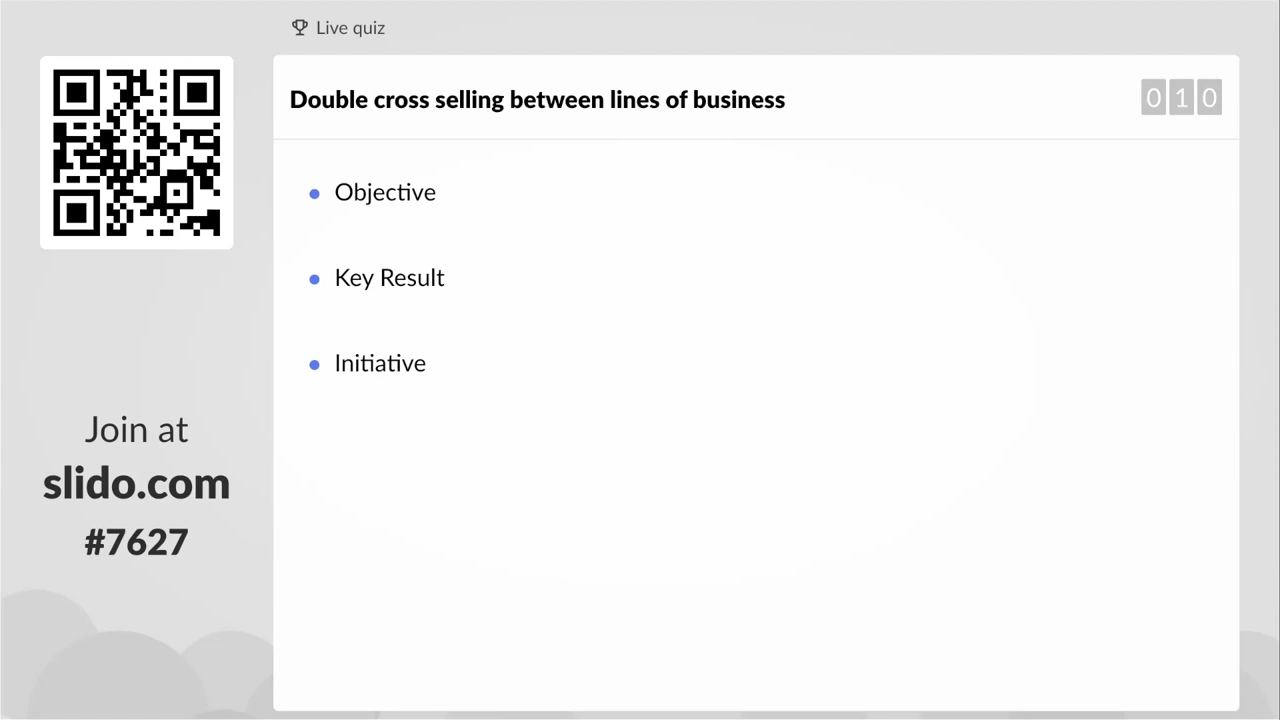 Live quiz
Double cross selling between lines of business
010
Objective
Key Result
Initiative
Join at
slido.com
#7627